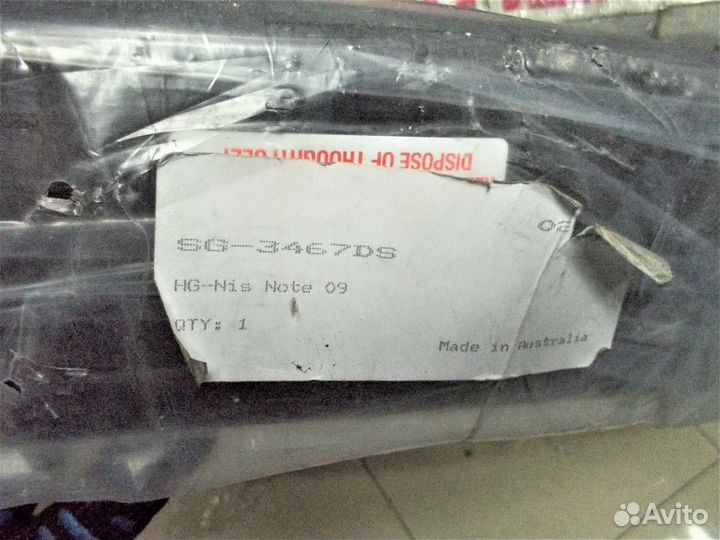 DISPOSE OF THOUGHTFULLY
02
SG-3467DS
HG-Nis Note 09
QTY: 1
Made in Australia
Avito